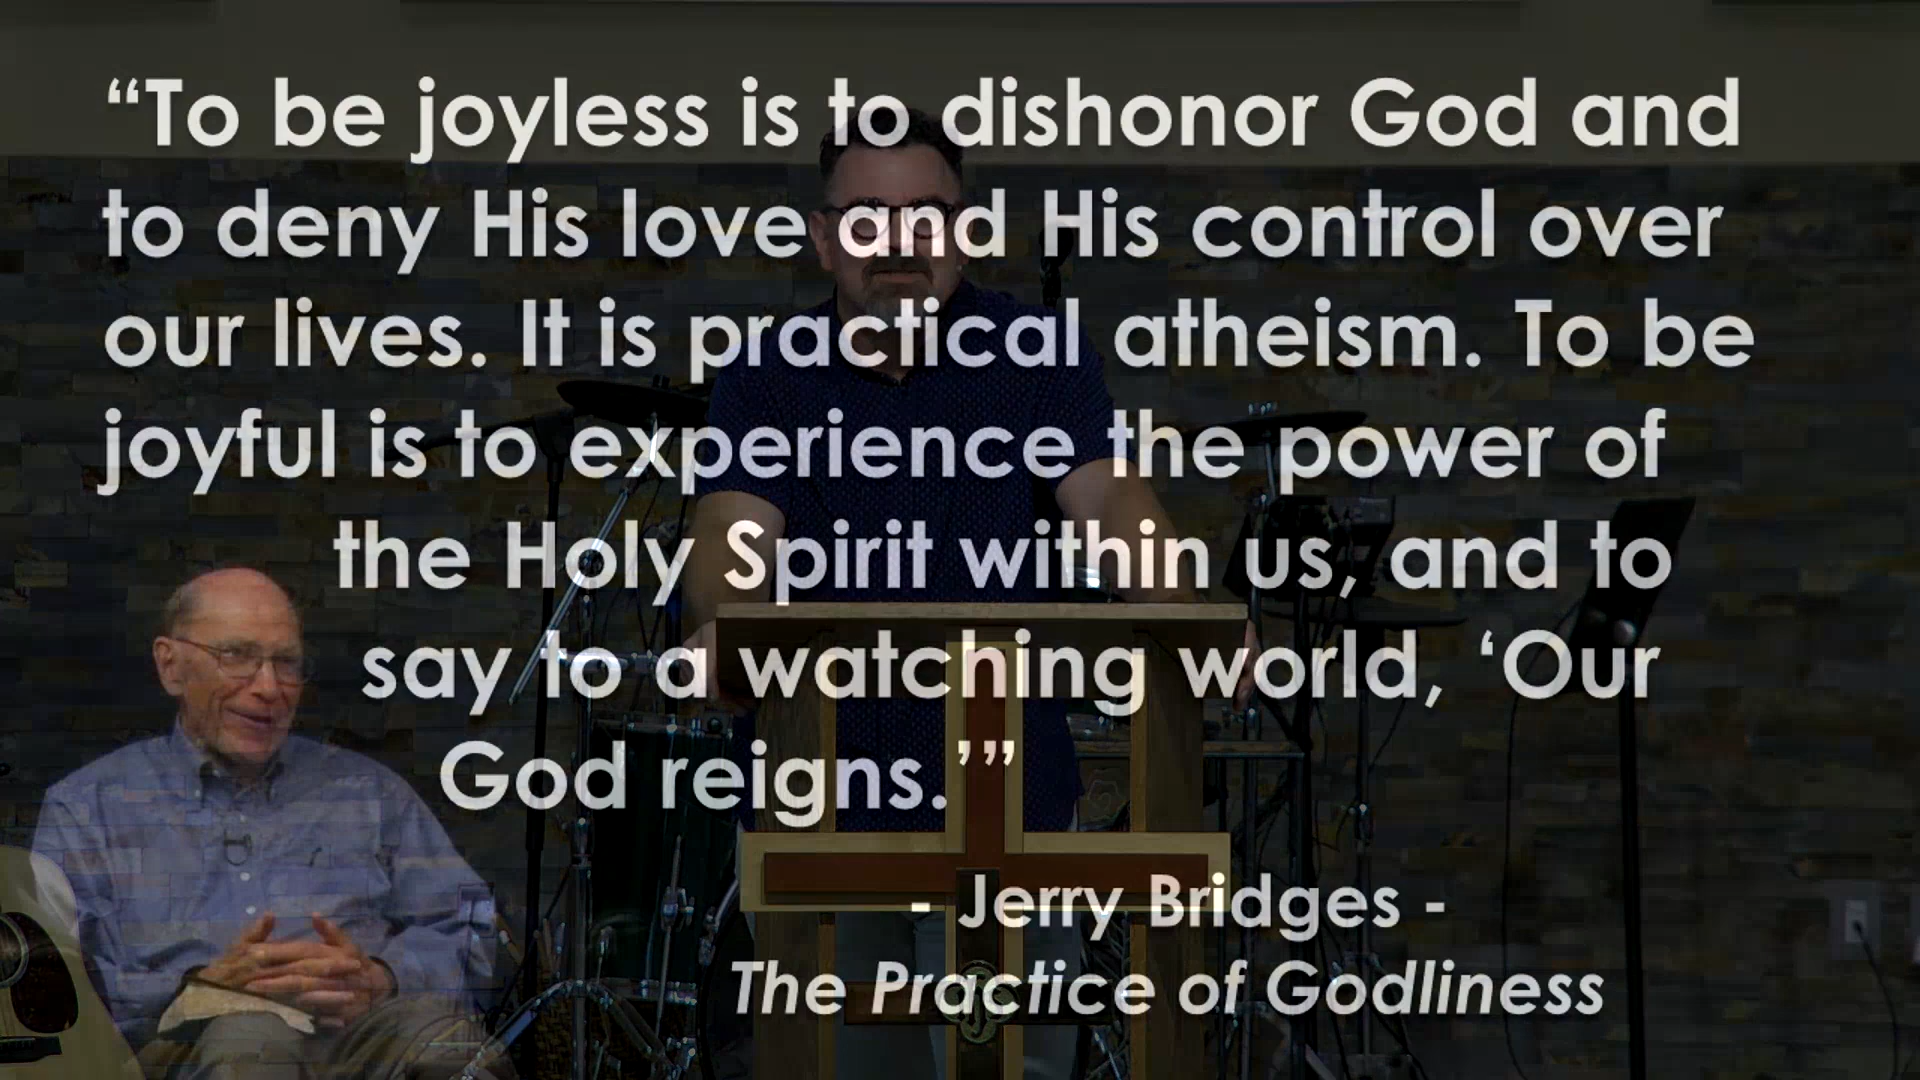 “To be joyless is to dishonor God and
to deny His love and His control over
our lives. It is practical atheism. To be
joyful is to experience the power of
the Holy Spirit within us, and to
say to a watching world, ‘Our
God reigns.’”
- Jerry Bridges -
The Practice of Godliness